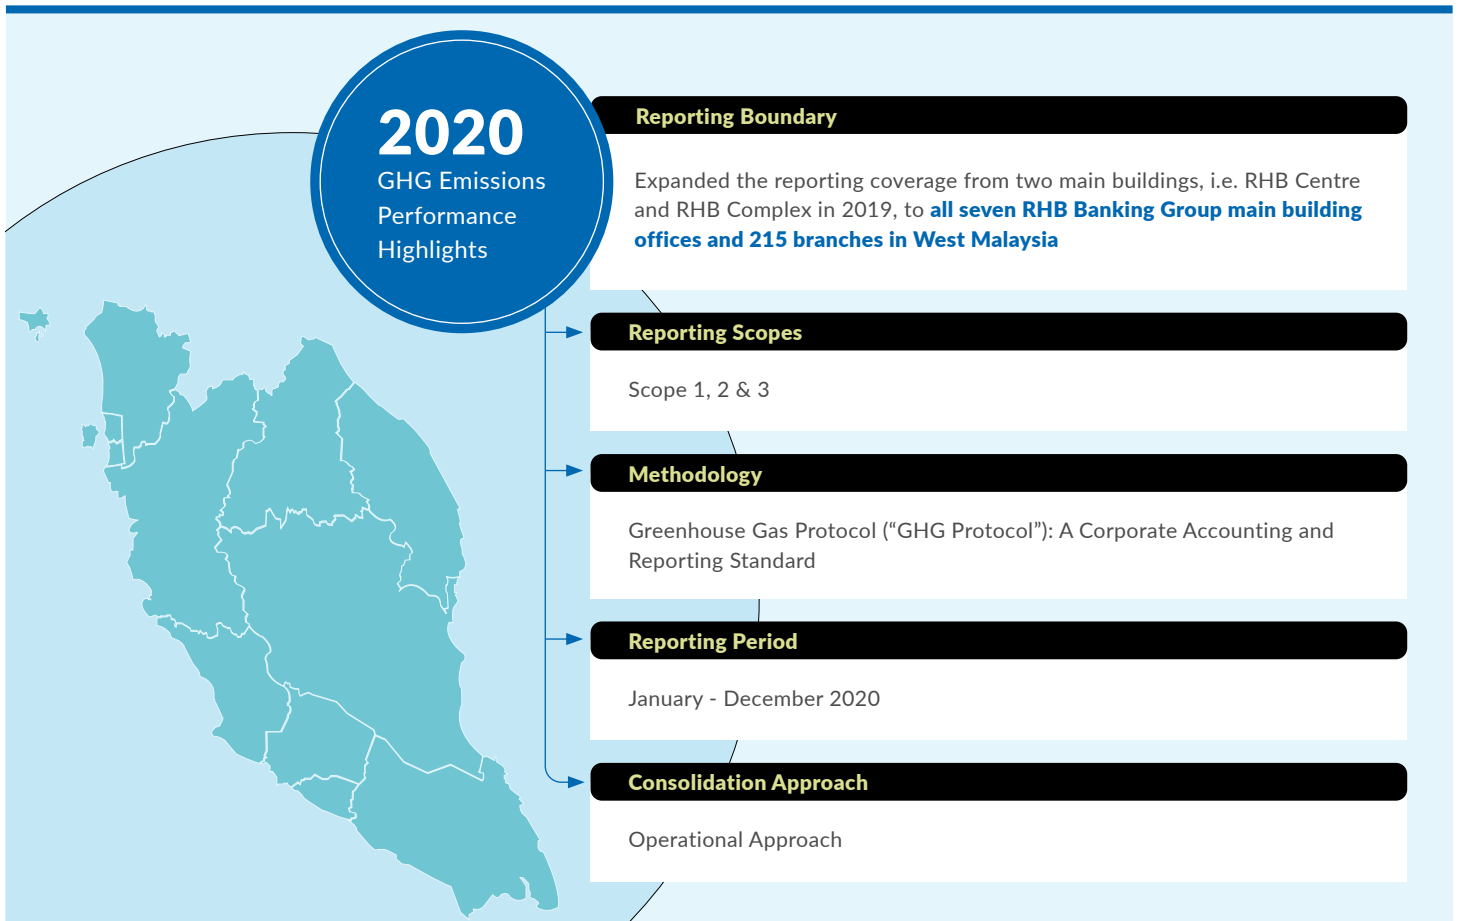 2020
GHG Emissions
Performance
Highlights
Reporting Boundary
Expanded the reporting coverage from two main buildings, i.e. RHB Centre
and RHB Complex in 2019, to all seven RHB Banking Group main building
offices and 215 branches in West Malaysia
Reporting Scopes
Scope 1, 2 & 3
Methodology
Greenhouse Gas Protocol (“GHG Protocol”): A Corporate Accounting and
Reporting Standard
Reporting Period
January - December 2020
Consolidation Approach
Operational Approach